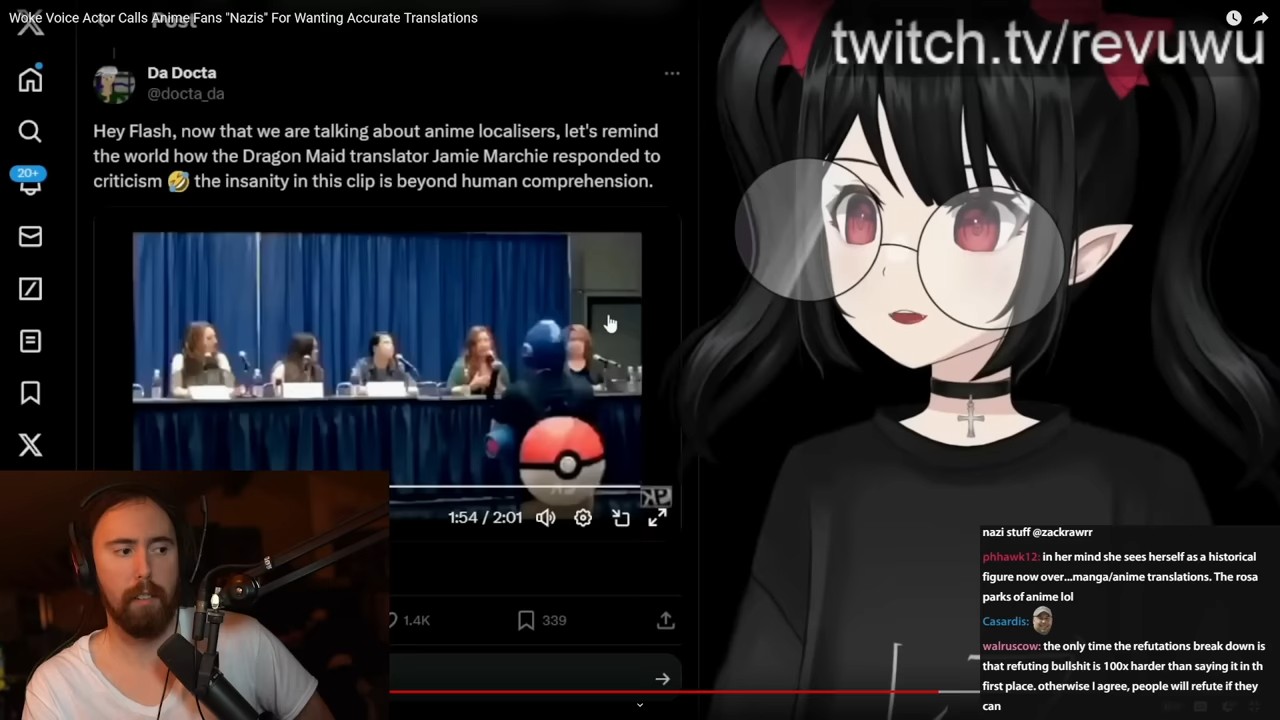 Woke Voice Actor Calls Anime Fans "Nazis" For Wanting Accurate Translations
Post
twitch.tv/revuwu
Da Docta
@docta_da
Hey Flash, now that we are talking about anime localisers, let's remind
the world how the Dragon Maid translator Jamie Marchie responded to
criticism 🤣 the insanity in this clip is beyond human comprehension.
20+
1:54 / 2:01
1.4K
339
nazi stuff @zackrawrr
phhawk12: in her mind she sees herself as a historical
figure now over...manga/anime translations. The rosa
parks of anime lol
Casardis:
walruscow: the only time the refutations break down is
that refuting bullshit is 100x harder than saying it in th
first place. otherwise I agree, people will refute if they
can